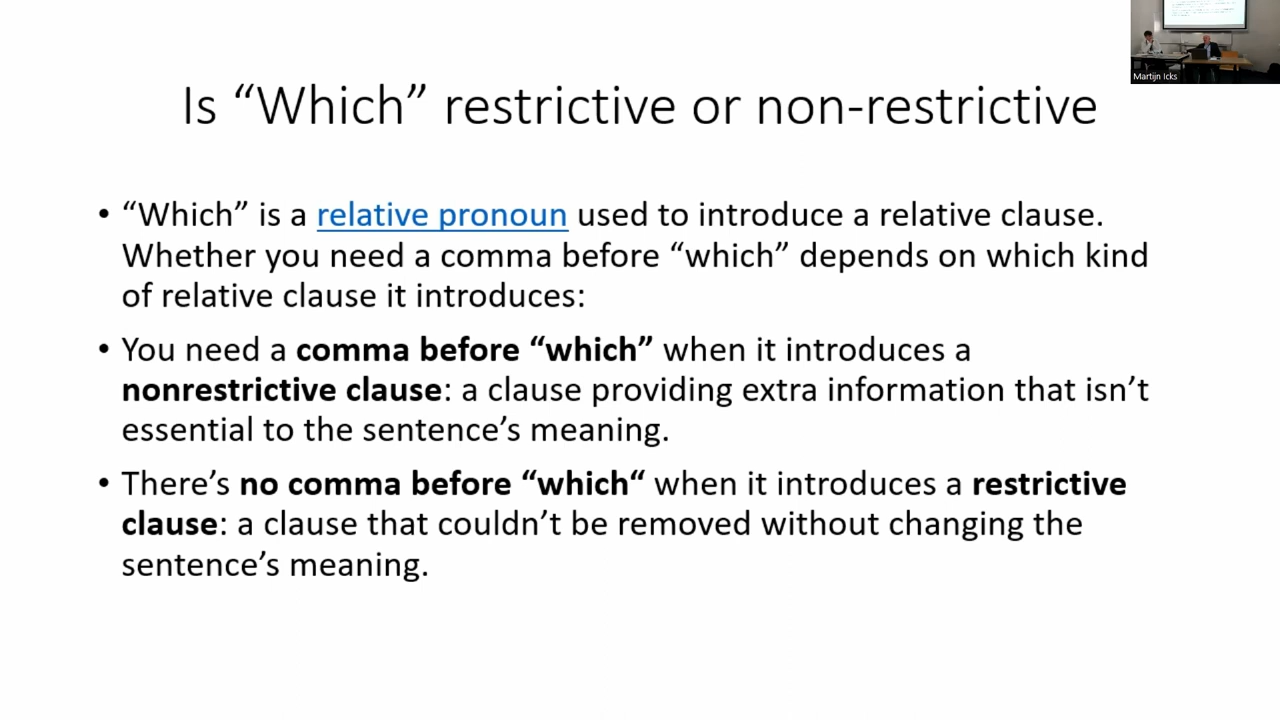 Martijn Icks
Is “Which” restrictive or non-restrictive
• “Which” is a relative pronoun used to introduce a relative clause.
Whether you need a comma before “which” depends on which kind
of relative clause it introduces:
• You need a comma before “which” when it introduces a
nonrestrictive clause: a clause providing extra information that isn’t
essential to the sentence’s meaning.
• There’s no comma before “which“ when it introduces a restrictive
clause: a clause that couldn’t be removed without changing the
sentence’s meaning.